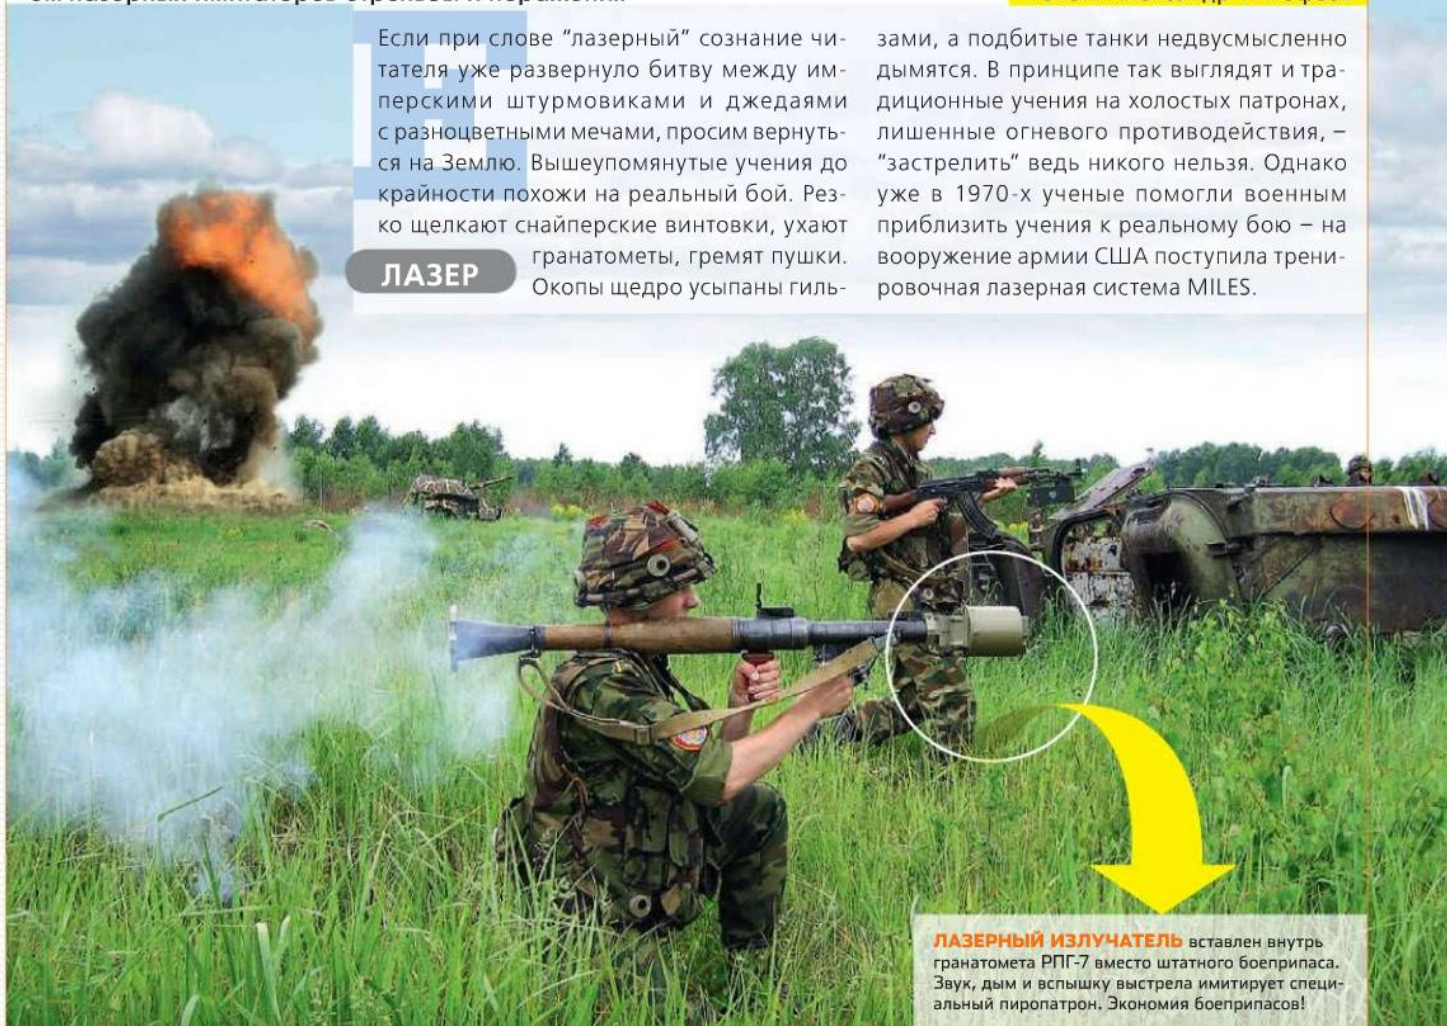 Если при слове “лазерный” сознание чи-
тателя уже развернуло битву между им-
перскими штурмовиками и джедаями
с разноцветными мечами, просим вернуть-
ся на Землю. Вышеупомянутые учения до
крайности похожи на реальный бой. Рез-
ко щелкают снайперские винтовки, ухают
гранатометы, гремят пушки.
Окопы щедро усыпаны гиль-
ЛАЗЕР
зами, а подбитые танки недвусмысленно
дымятся. В принципе так выглядят и тра-
диционные учения на холостых патронах,
лишенные огневого противодействия, –
“застрелить” ведь никого нельзя. Однако
уже в 1970-х ученые помогли военным
приблизить учения к реальному бою – на
вооружение армии США поступила трени-
ровочная лазерная система MILES.
ЛАЗЕРНЫЙ ИЗЛУЧАТЕЛЬ вставлен внутрь
гранатомета РПГ-7 вместо штатного боеприпаса.
Звук, дым и вспышку выстрела имитирует специ-
альный пиропатрон. Экономия боеприпасов!